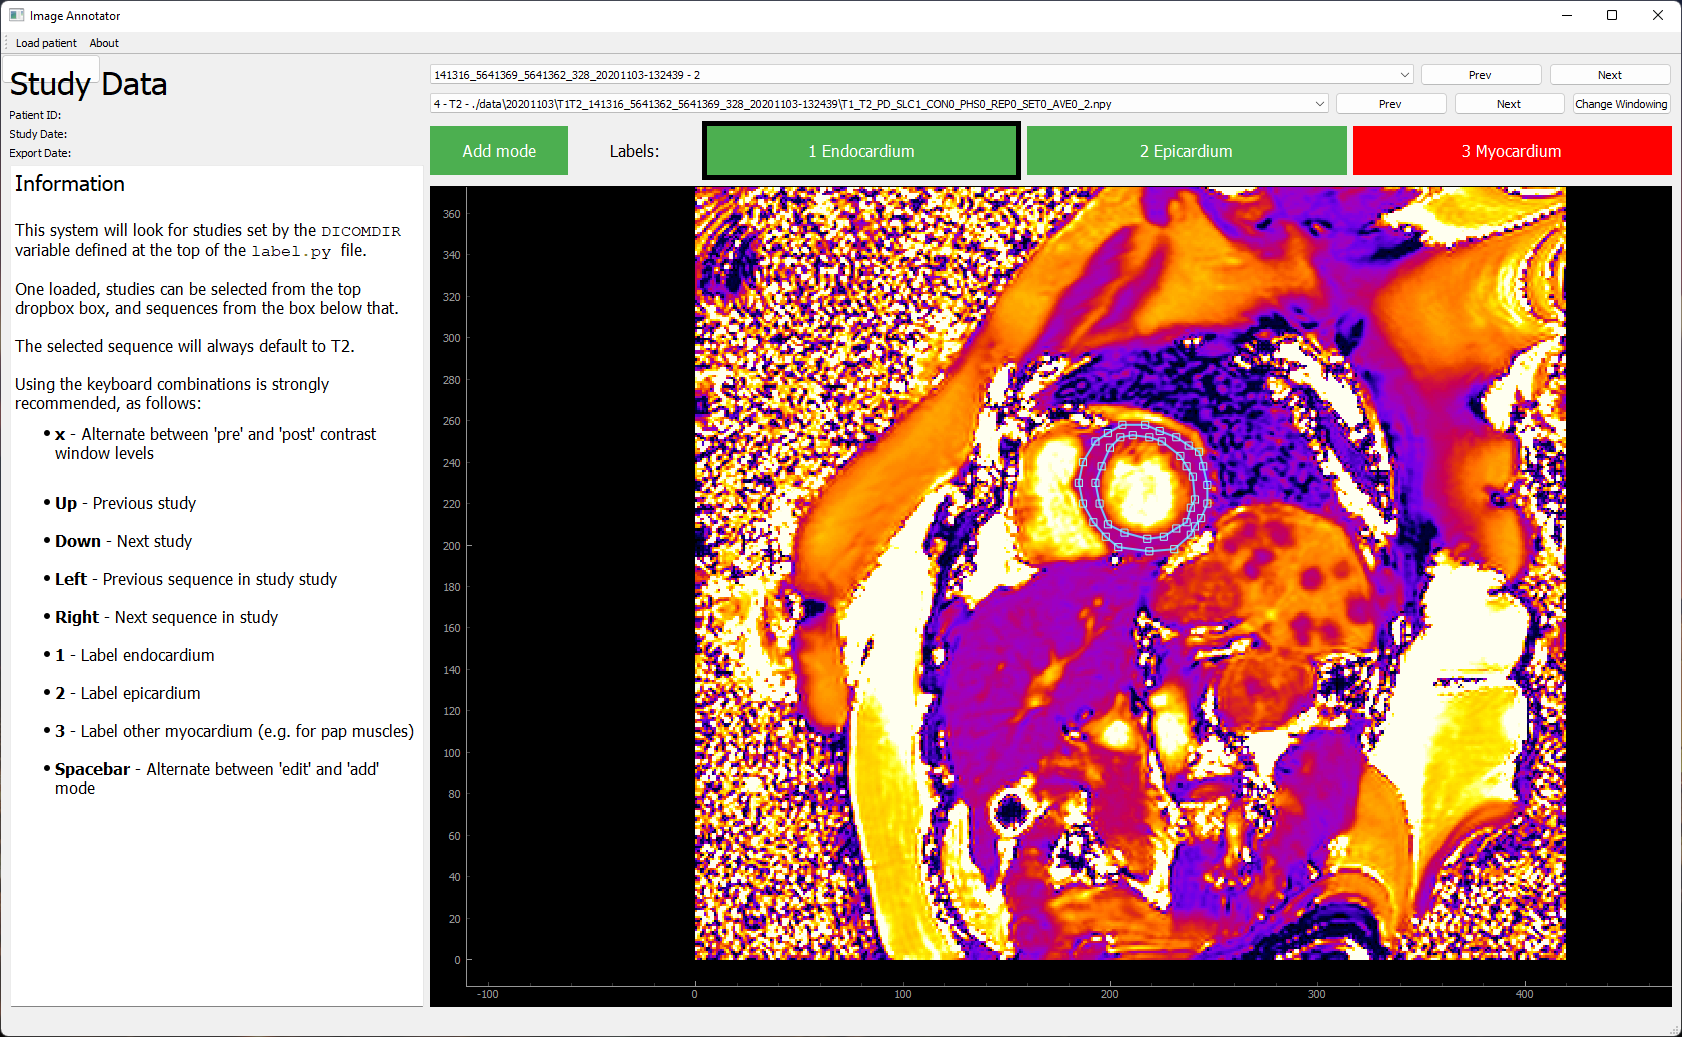 Image Annotator
Load patient About
Study Data
Patient ID:
Study Date:
Export Date:
Information
This system will look for studies set by the DICOMDIR
variable defined at the top of the label.py file.
One loaded, studies can be selected from the top
dropbox box, and sequences from the box below that.
The selected sequence will always default to T2.
Using the keyboard combinations is strongly
recommended, as follows:
• x - Alternate between 'pre' and 'post' contrast
window levels
• Up - Previous study
• Down - Next study
• Left - Previous sequence in study study
• Right - Next sequence in study
• 1 - Label endocardium
• 2 - Label epicardium
• 3 - Label other myocardium (e.g. for pap muscles)
• Spacebar - Alternate between 'edit' and 'add'
mode
141316_5641369_5641362_328_20201103-132439 - 2
Prev Next
4 - T2 - ./data\20201103\T1T2_141316_5641362_5641369_328_20201103-132439\T1_T2_PD_SLC1_CON0_PHS0_REP0_SET0_AVE0_2.npy
Prev Next Change Windowing
Add mode Labels: 1 Endocardium 2 Epicardium 3 Myocardium
360
340
320
300
280
260
240
220
200
180
160
140
120
100
80
60
40
20
0
-100 0 100 200 300 400